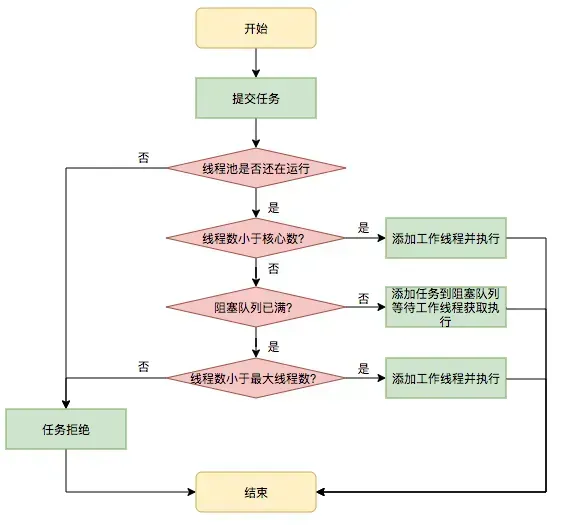 开始
提交任务
否
线程池是否还在运行
是
线程数小于核心数?
是
添加工作线程并执行
否
阻塞队列已满?
否
添加任务到阻塞队列
等待工作线程获取执
行
是
否
线程数小于最大线程数?
是
添加工作线程并执行
任务拒绝
结束